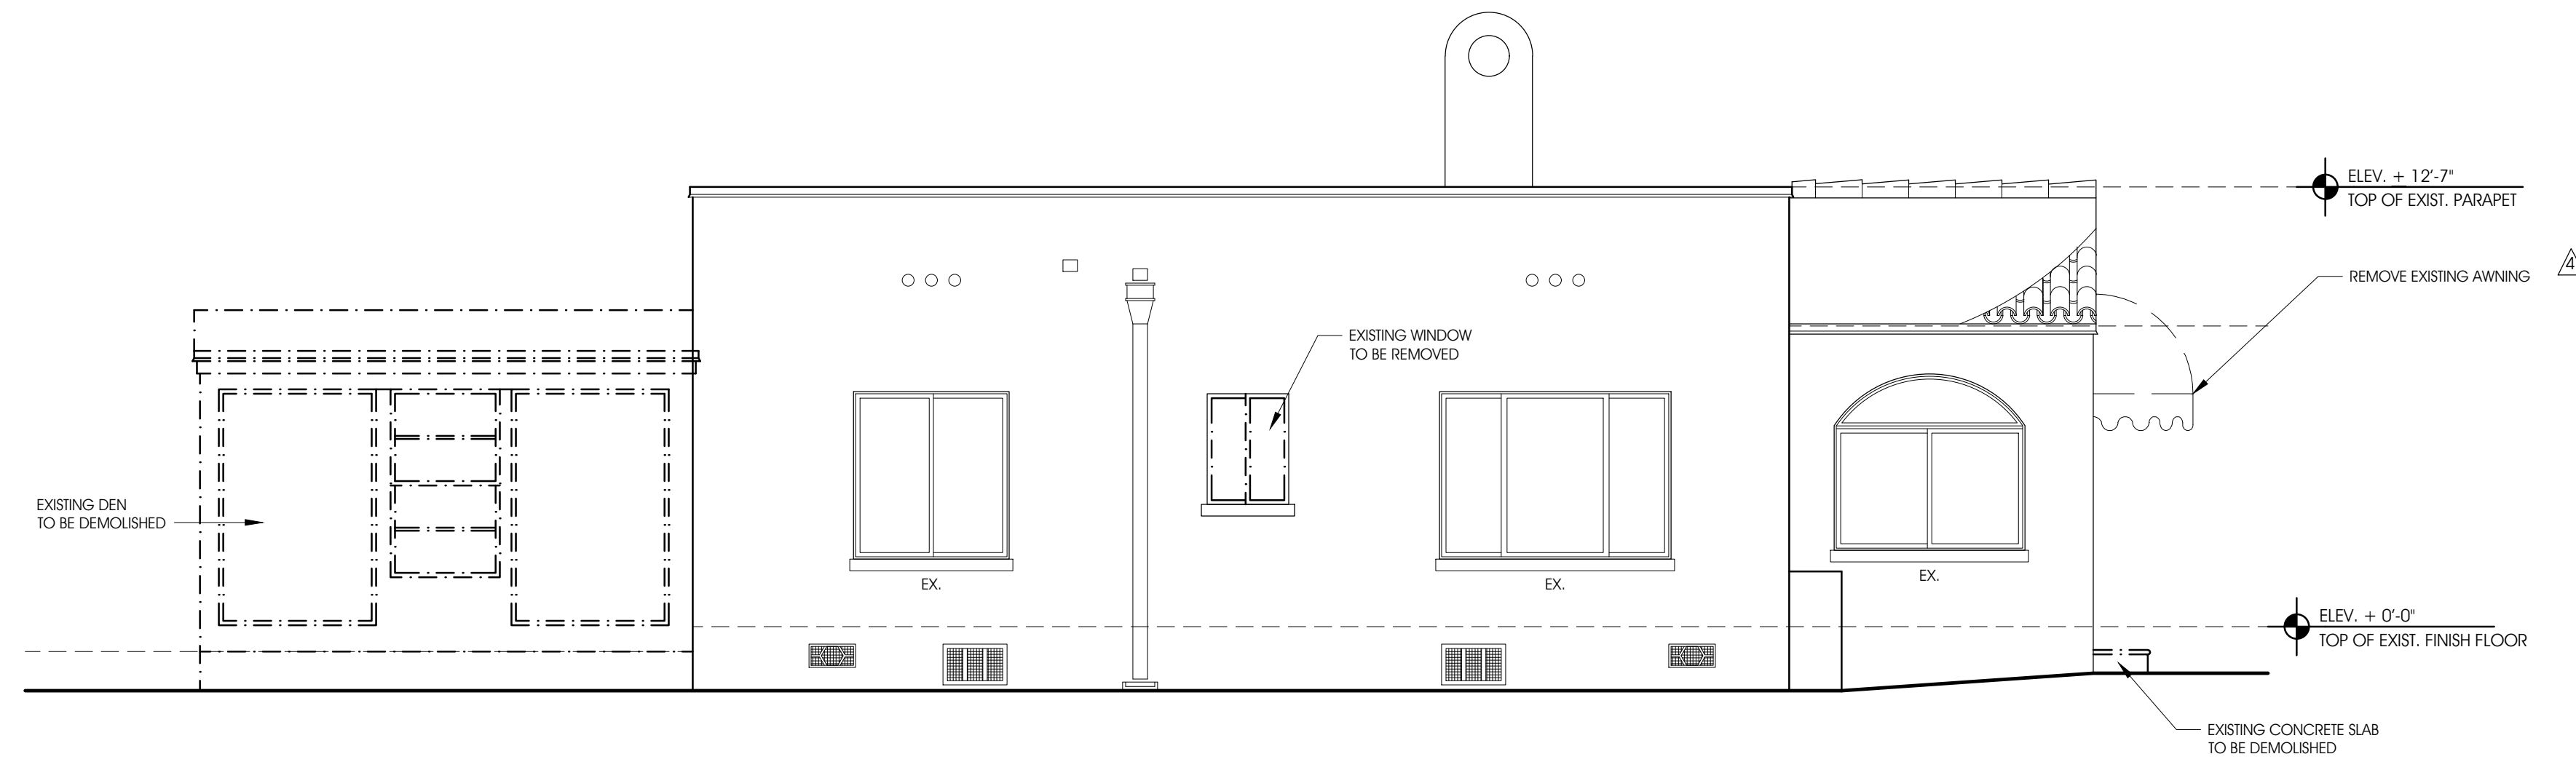 ELEV. + 12'-7"
TOP OF EXIST. PARAPET
4
REMOVE EXISTING AWNING
EXISTING WINDOW
TO BE REMOVED
EXISTING DEN
TO BE DEMOLISHED
EX.
EX.
EX.
ELEV. + 0'-0"
TOP OF EXIST. FINISH FLOOR
EXISTING CONCRETE SLAB
TO BE DEMOLISHED